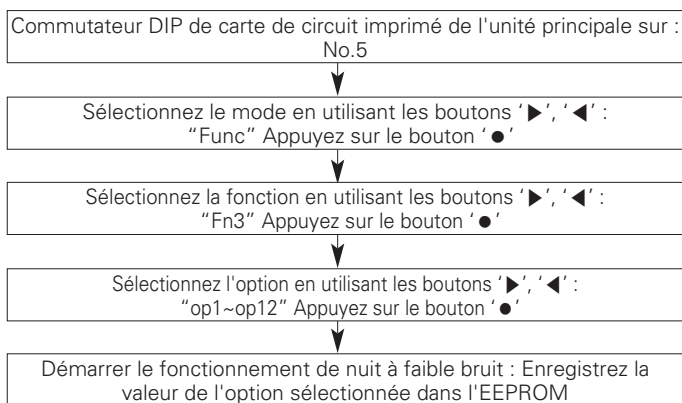 Commutateur DIP de carte de circuit imprimé de l'unité principale sur :
No.5
Sélectionnez le mode en utilisant les boutons ‘▶’, ‘◀’ :
“Func” Appuyez sur le bouton ‘●’
Sélectionnez la fonction en utilisant les boutons ‘▶’, ‘◀’ :
“Fn3” Appuyez sur le bouton ‘●’
Sélectionnez l'option en utilisant les boutons ‘▶’, ‘◀’ :
“op1~op12” Appuyez sur le bouton ‘●’
Démarrer le fonctionnement de nuit à faible bruit : Enregistrez la
valeur de l'option sélectionnée dans l'EEPROM